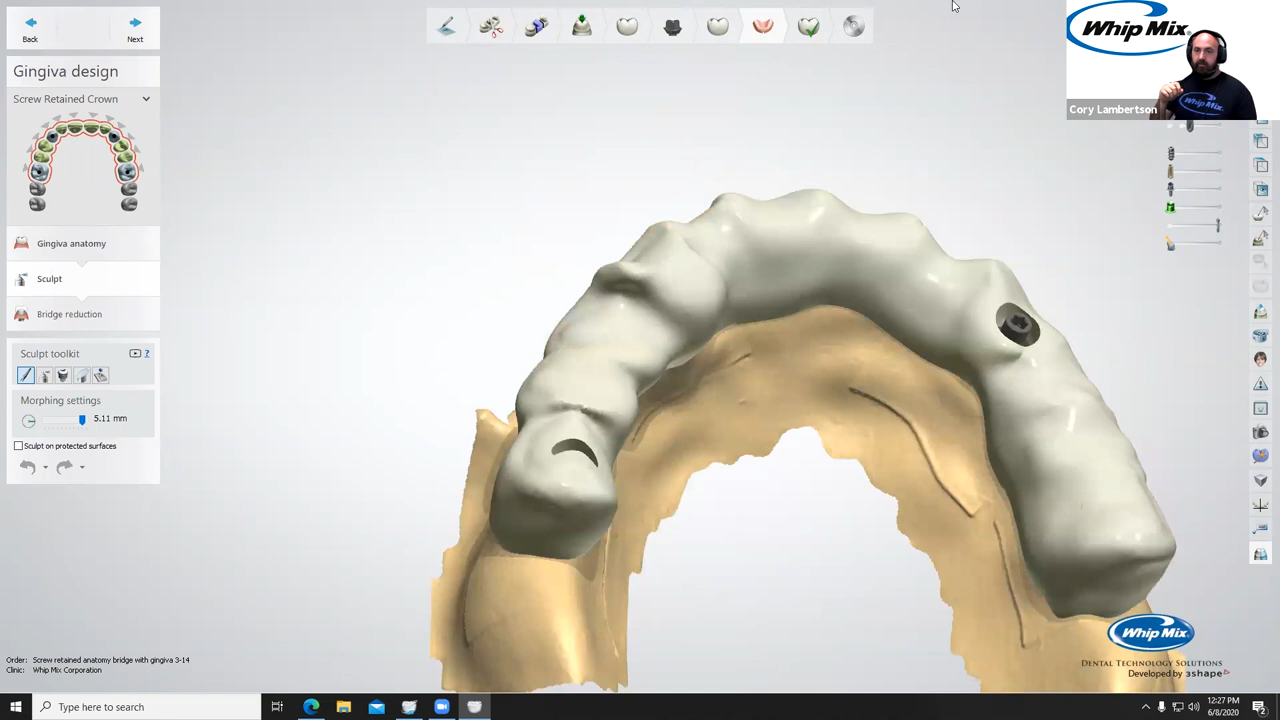 Back
Next
Gingiva design
Screw Retained Crown
Gingiva anatomy
Sculpt
Bridge reduction
Sculpt toolkit
?
Morphing settings
5.11 mm
Sculpt on protected surfaces
Order: Screw retained anatomy bridge with gingiva 3-14
Clinic: Whip Mix Corporation
Whip Mix
Whip Mix
Cory Lambertson
Whip Mix
DENTAL TECHNOLOGY SOLUTIONS
Developed by 3shape
Type here to search
12:27 PM
6/8/2020
2